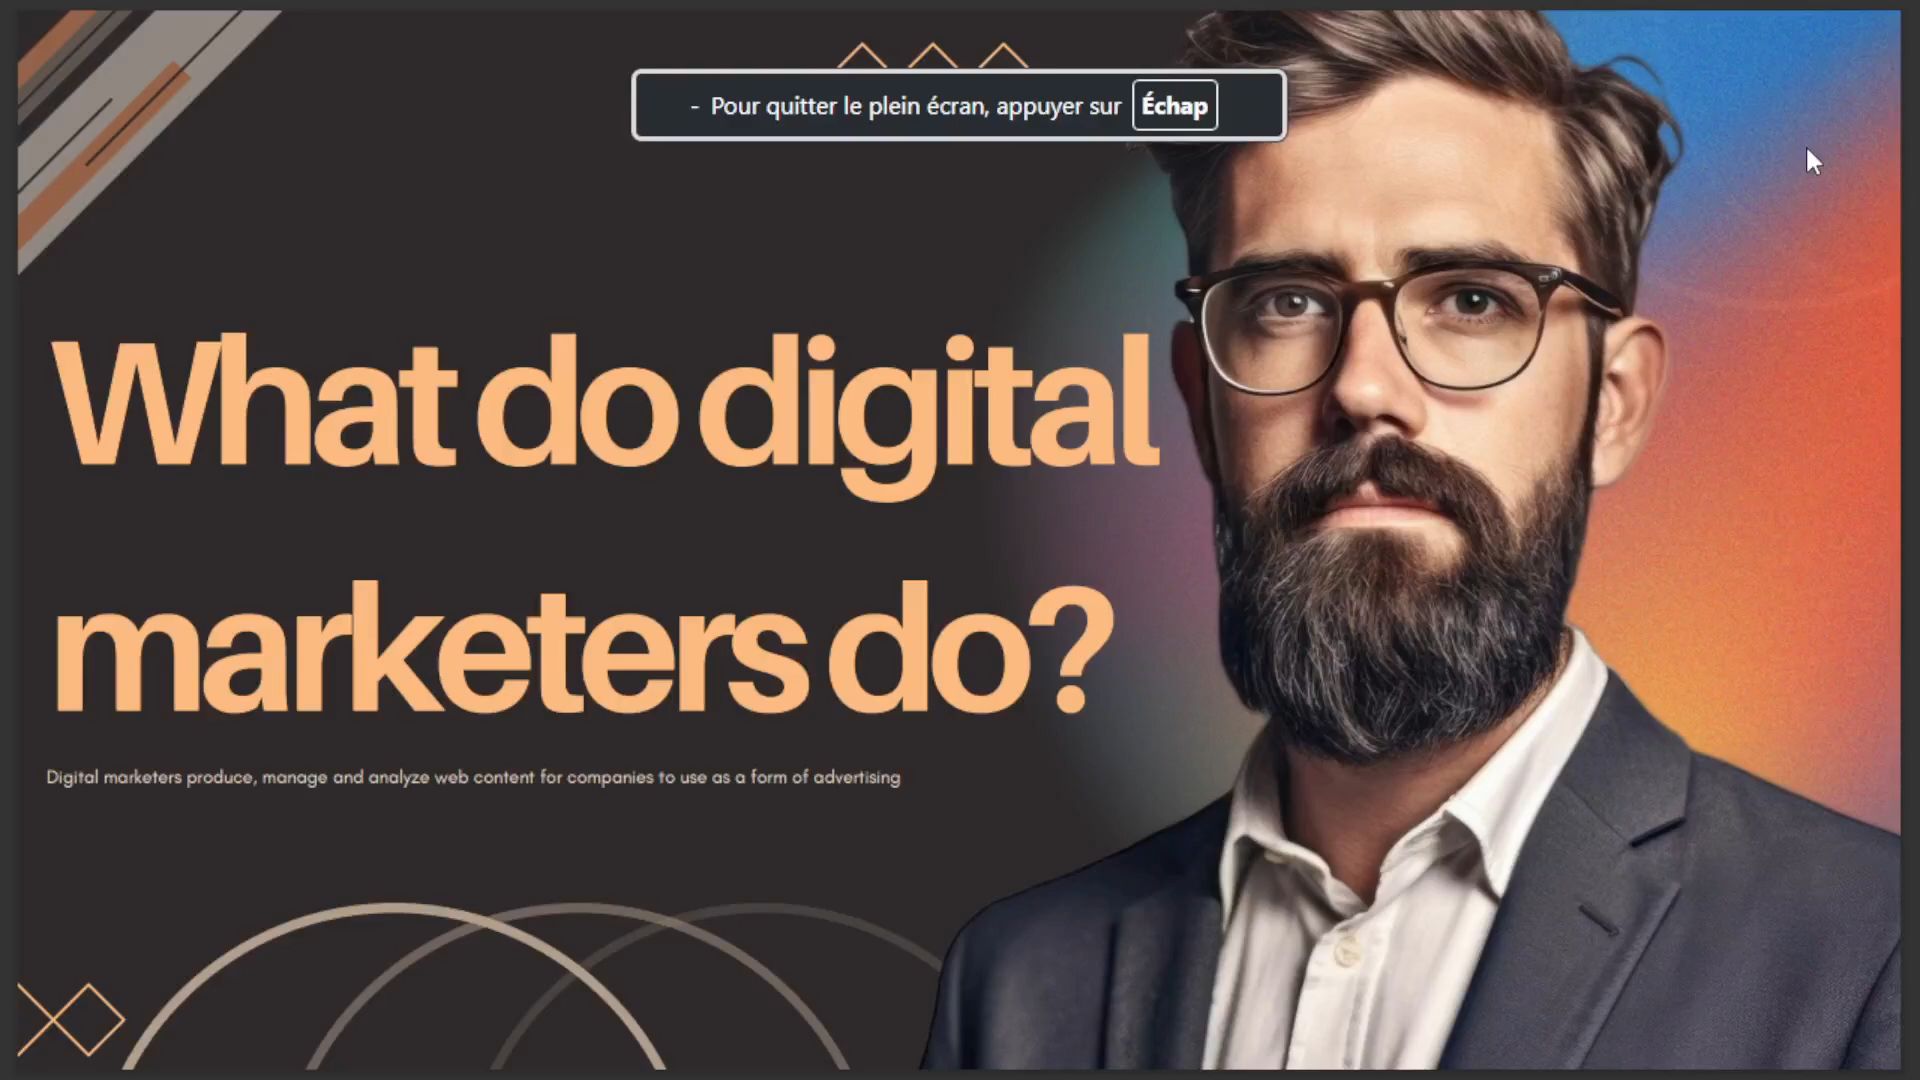 - Pour quitter le plein écran, appuyer sur Échap
What do digital
marketers do?
Digital marketers produce, manage and analyze web content for companies to use as a form of advertising